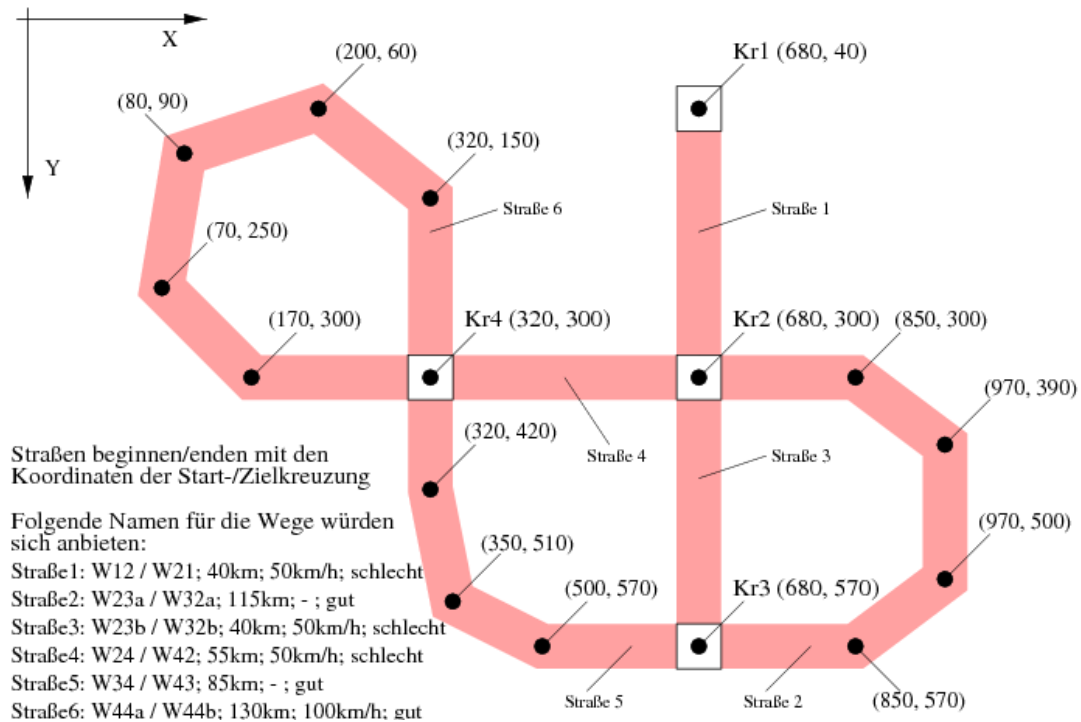 X
(200, 60)
Kr1 (680, 40)
(80, 90)
Y
(320, 150)
Straße 6
Straße 1
(70, 250)
(170, 300)
Kr4 (320, 300)
Kr2 (680, 300)
(850, 300)
(970, 390)
(320, 420)
Straße 4
Straße 3
Straßen beginnen/enden mit den
Koordinaten der Start-/Zielkreuzung
Folgende Namen für die Wege würden
sich anbieten:
Straße1: W12 / W21; 40km; 50km/h; schlecht
Straße2: W23a / W32a; 115km; - ; gut
Straße3: W23b / W32b; 40km; 50km/h; schlecht
Straße4: W24 / W42; 55km; 50km/h; schlecht
Straße5: W34 / W43; 85km; - ; gut
Straße6: W44a / W44b; 130km; 100km/h; gut
(350, 510)
(970, 500)
(500, 570)
Kr3 (680, 570)
Straße 5
Straße 2
(850, 570)